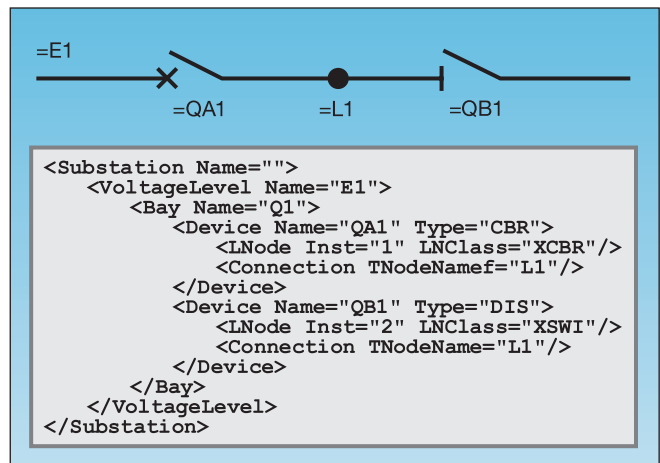 =E1
=QA1 =L1 =QB1
<Substation Name="">
<VoltageLevel Name="E1">
<Bay Name="Q1">
<Device Name="QA1" Type="CBR">
<LNode Inst="1" LNClass="XCBR"/>
<Connection TNodeNamef="L1"/>
</Device>
<Device Name="QB1" Type="DIS">
<LNode Inst="2" LNClass="XSWI"/>
<Connection TNodeName="L1"/>
</Device>
</Bay>
</VoltageLevel>
</Substation>